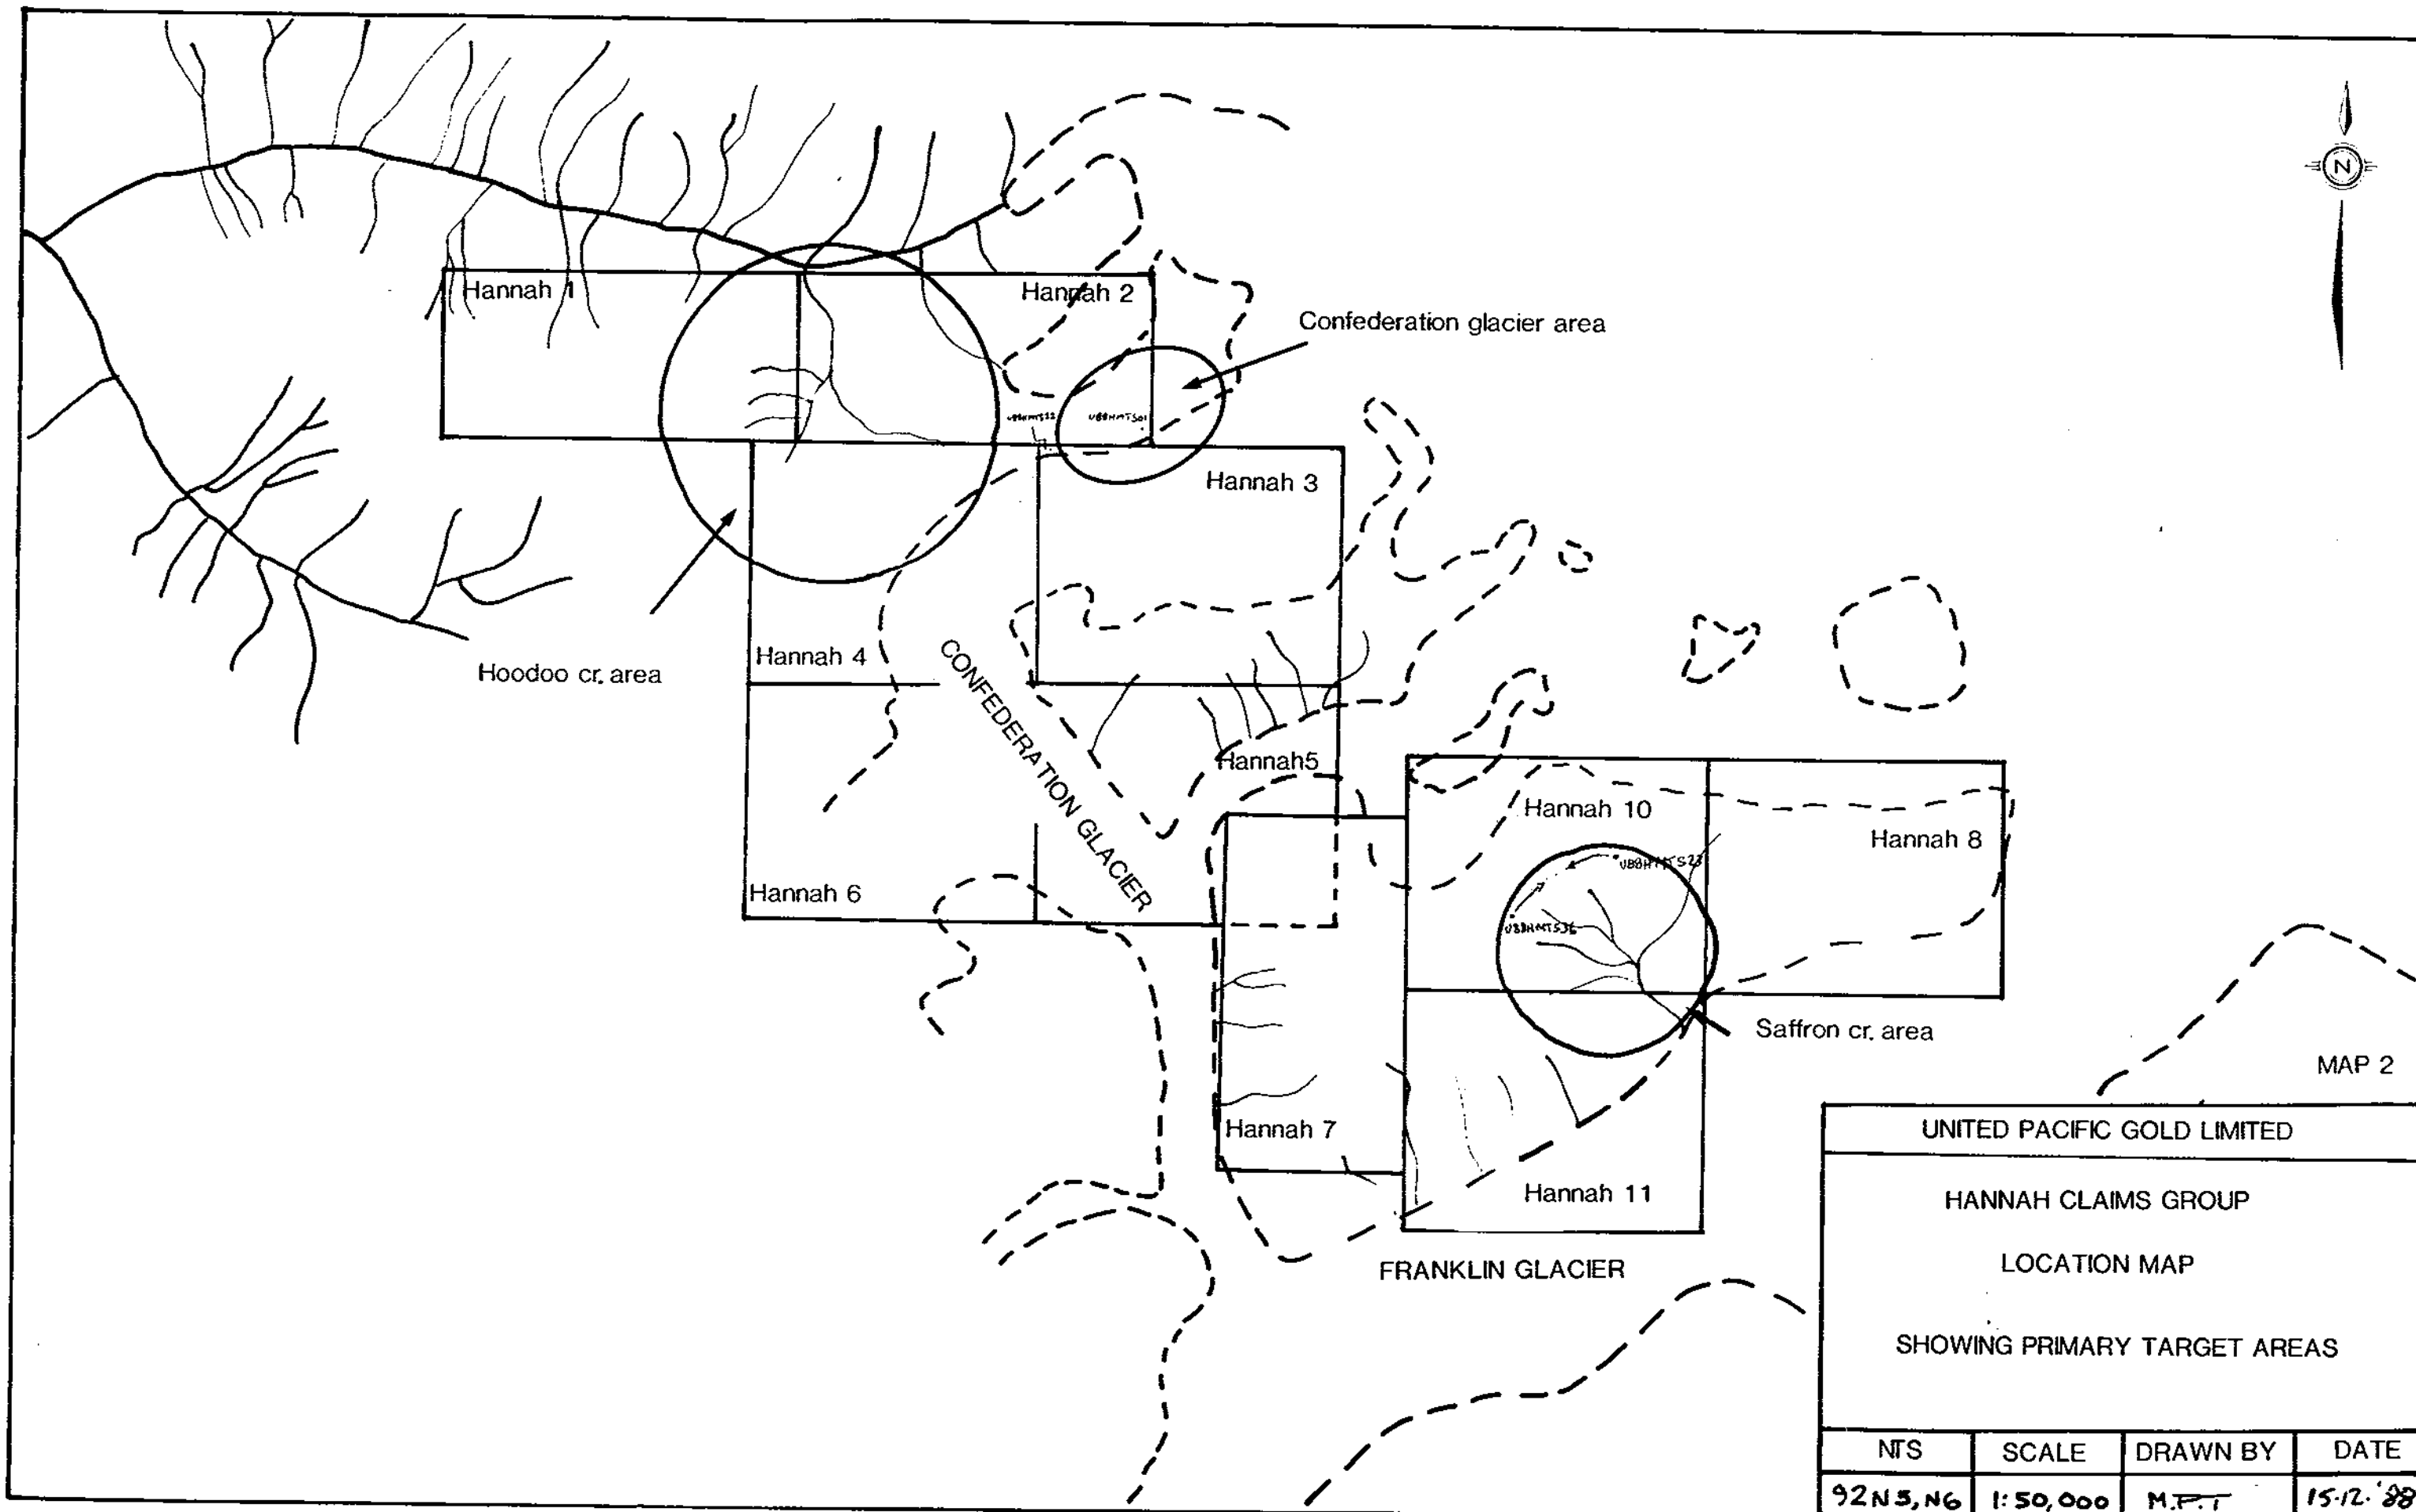 N
Hannah 1
Hannah 2
Confederation glacier area
Hannah 3
Hannah 4
Hoodoo cr. area
CONFEDERATION GLACIER
Hannah5
Hannah 10
Hannah 8
Hannah 6
Saffron cr. area
Hannah 7
Hannah 11
FRANKLIN GLACIER
MAP 2
UNITED PACIFIC GOLD LIMITED
HANNAH CLAIMS GROUP
LOCATION MAP
SHOWING PRIMARY TARGET AREAS
NTS SCALE DRAWN BY DATE
92N5, N6 1:50,000 15.12.'88